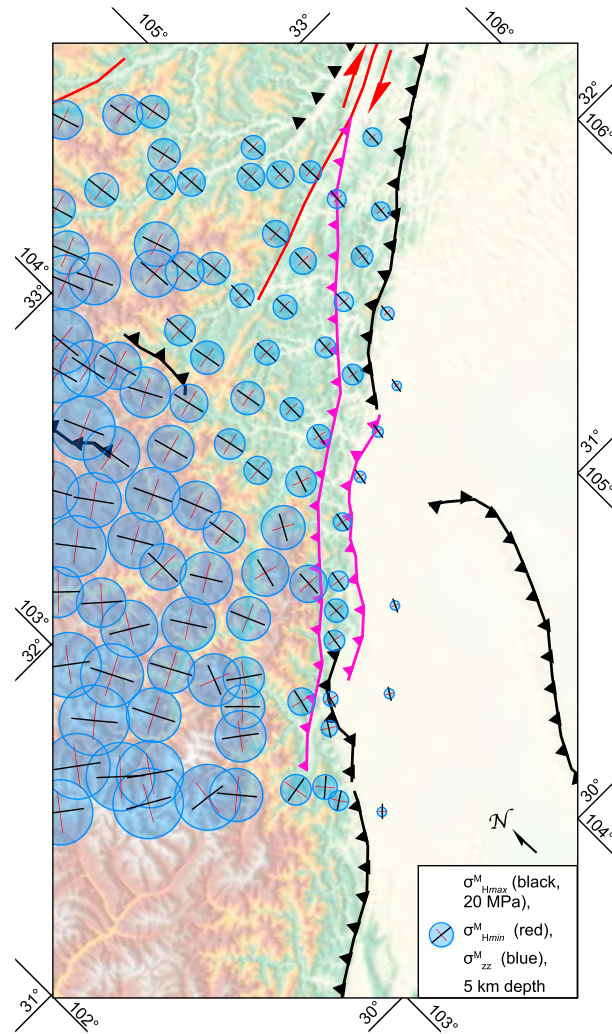 105°
33°
106°
32°
106°
104°
33°
31°
105°
103°
32°
30°
104°
N
σᴹHmax (black,
20 MPa),
σᴹHmin (red),
σᴹzz (blue),
5 km depth
31°
102°
30°
103°